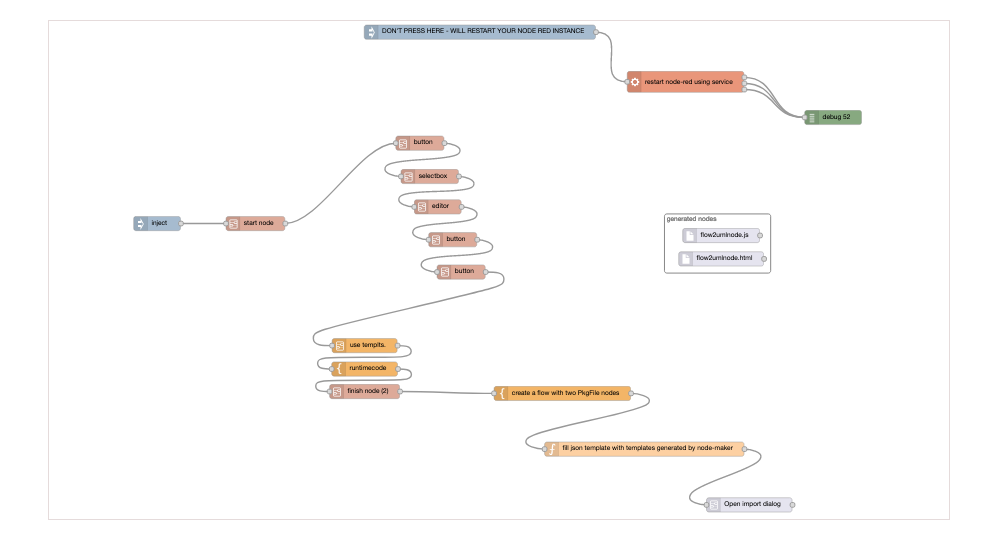 DON'T PRESS HERE - WILL RESTART YOUR NODE RED INSTANCE
restart node-red using service
debug 52
button
selectbox
editor
inject
start node
button
button
generated nodes
flow2umlnode.js
flow2umlnode.html
use templts.
runtimecode
finish node (2)
create a flow with two PkgFile nodes
fill json template with templates generated by node-maker
Open import dialog